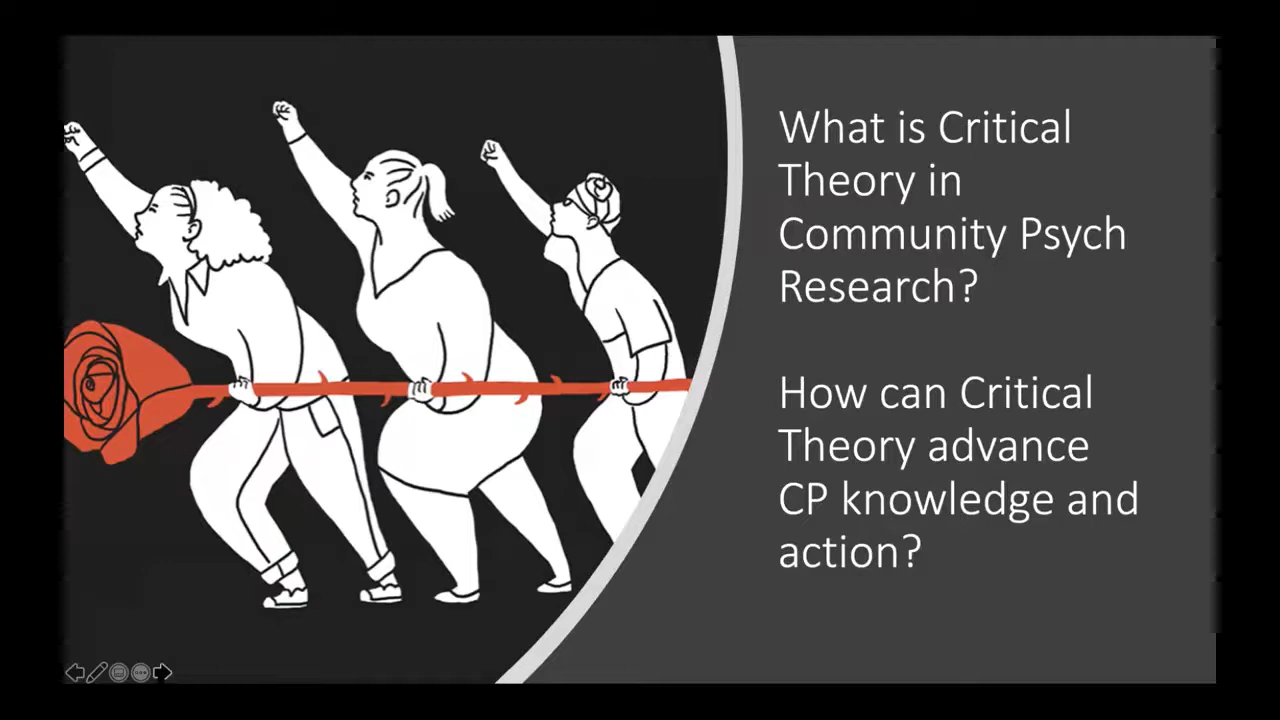 What is Critical
Theory in
Community Psych
Research?
How can Critical
Theory advance
CP knowledge and
action?